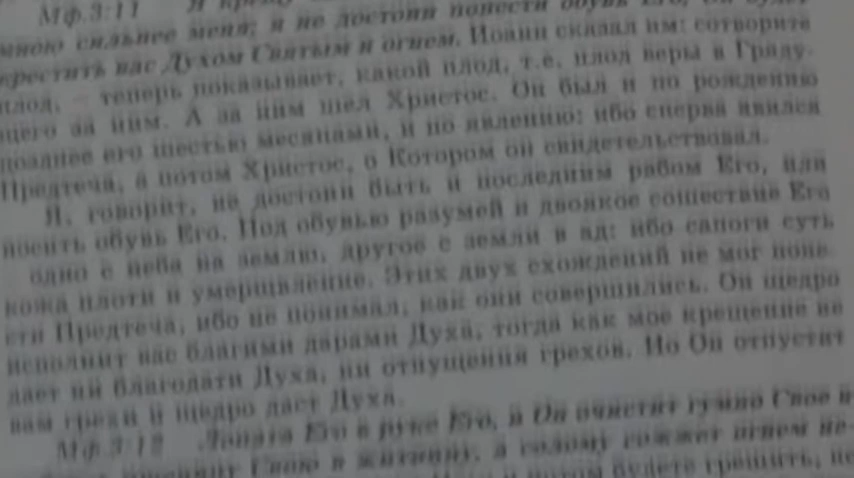 Мф.3:11 Я
мною сильнее меня; я не достоин понести обувь Его, Он
крестить вас Духом Святым и огнем. Иоанн сказал им: сотворите
плод, — теперь показывает, какой плод, т.е. плод веры в Гряду-
щего за ним. А за ним шел Христос. Он был и по рождению
позднее его шестью месяцами, и по явлению: ибо сперва явился
Предтеча, а потом Христос, о Котором он свидетельствовал.
Я, говорит, не достоин быть и последним рабом Его, или
носить обувь Его. Под обувью разумей и двоякое сошествие Его
одно с неба на землю, другое с земли в ад: ибо сапоги суть
кожа плоти и умерщвление. Этих двух схождений не мог поне-
сти Предтеча, ибо не понимал, как они совершились. Он щедро
исполнит вас благими дарами Духа, тогда как мое крещение не
дает ни благодати Духа, ни отпущения грехов. Но Он отпустит
вам грехи и щедро даст Духа.
Мф.3:12 Лопата Его в руке Его, и Он очистит гумно Свое и
пшеницу Свою в житницу, а солому сожжет огнем не-
и потом будете грешить, не